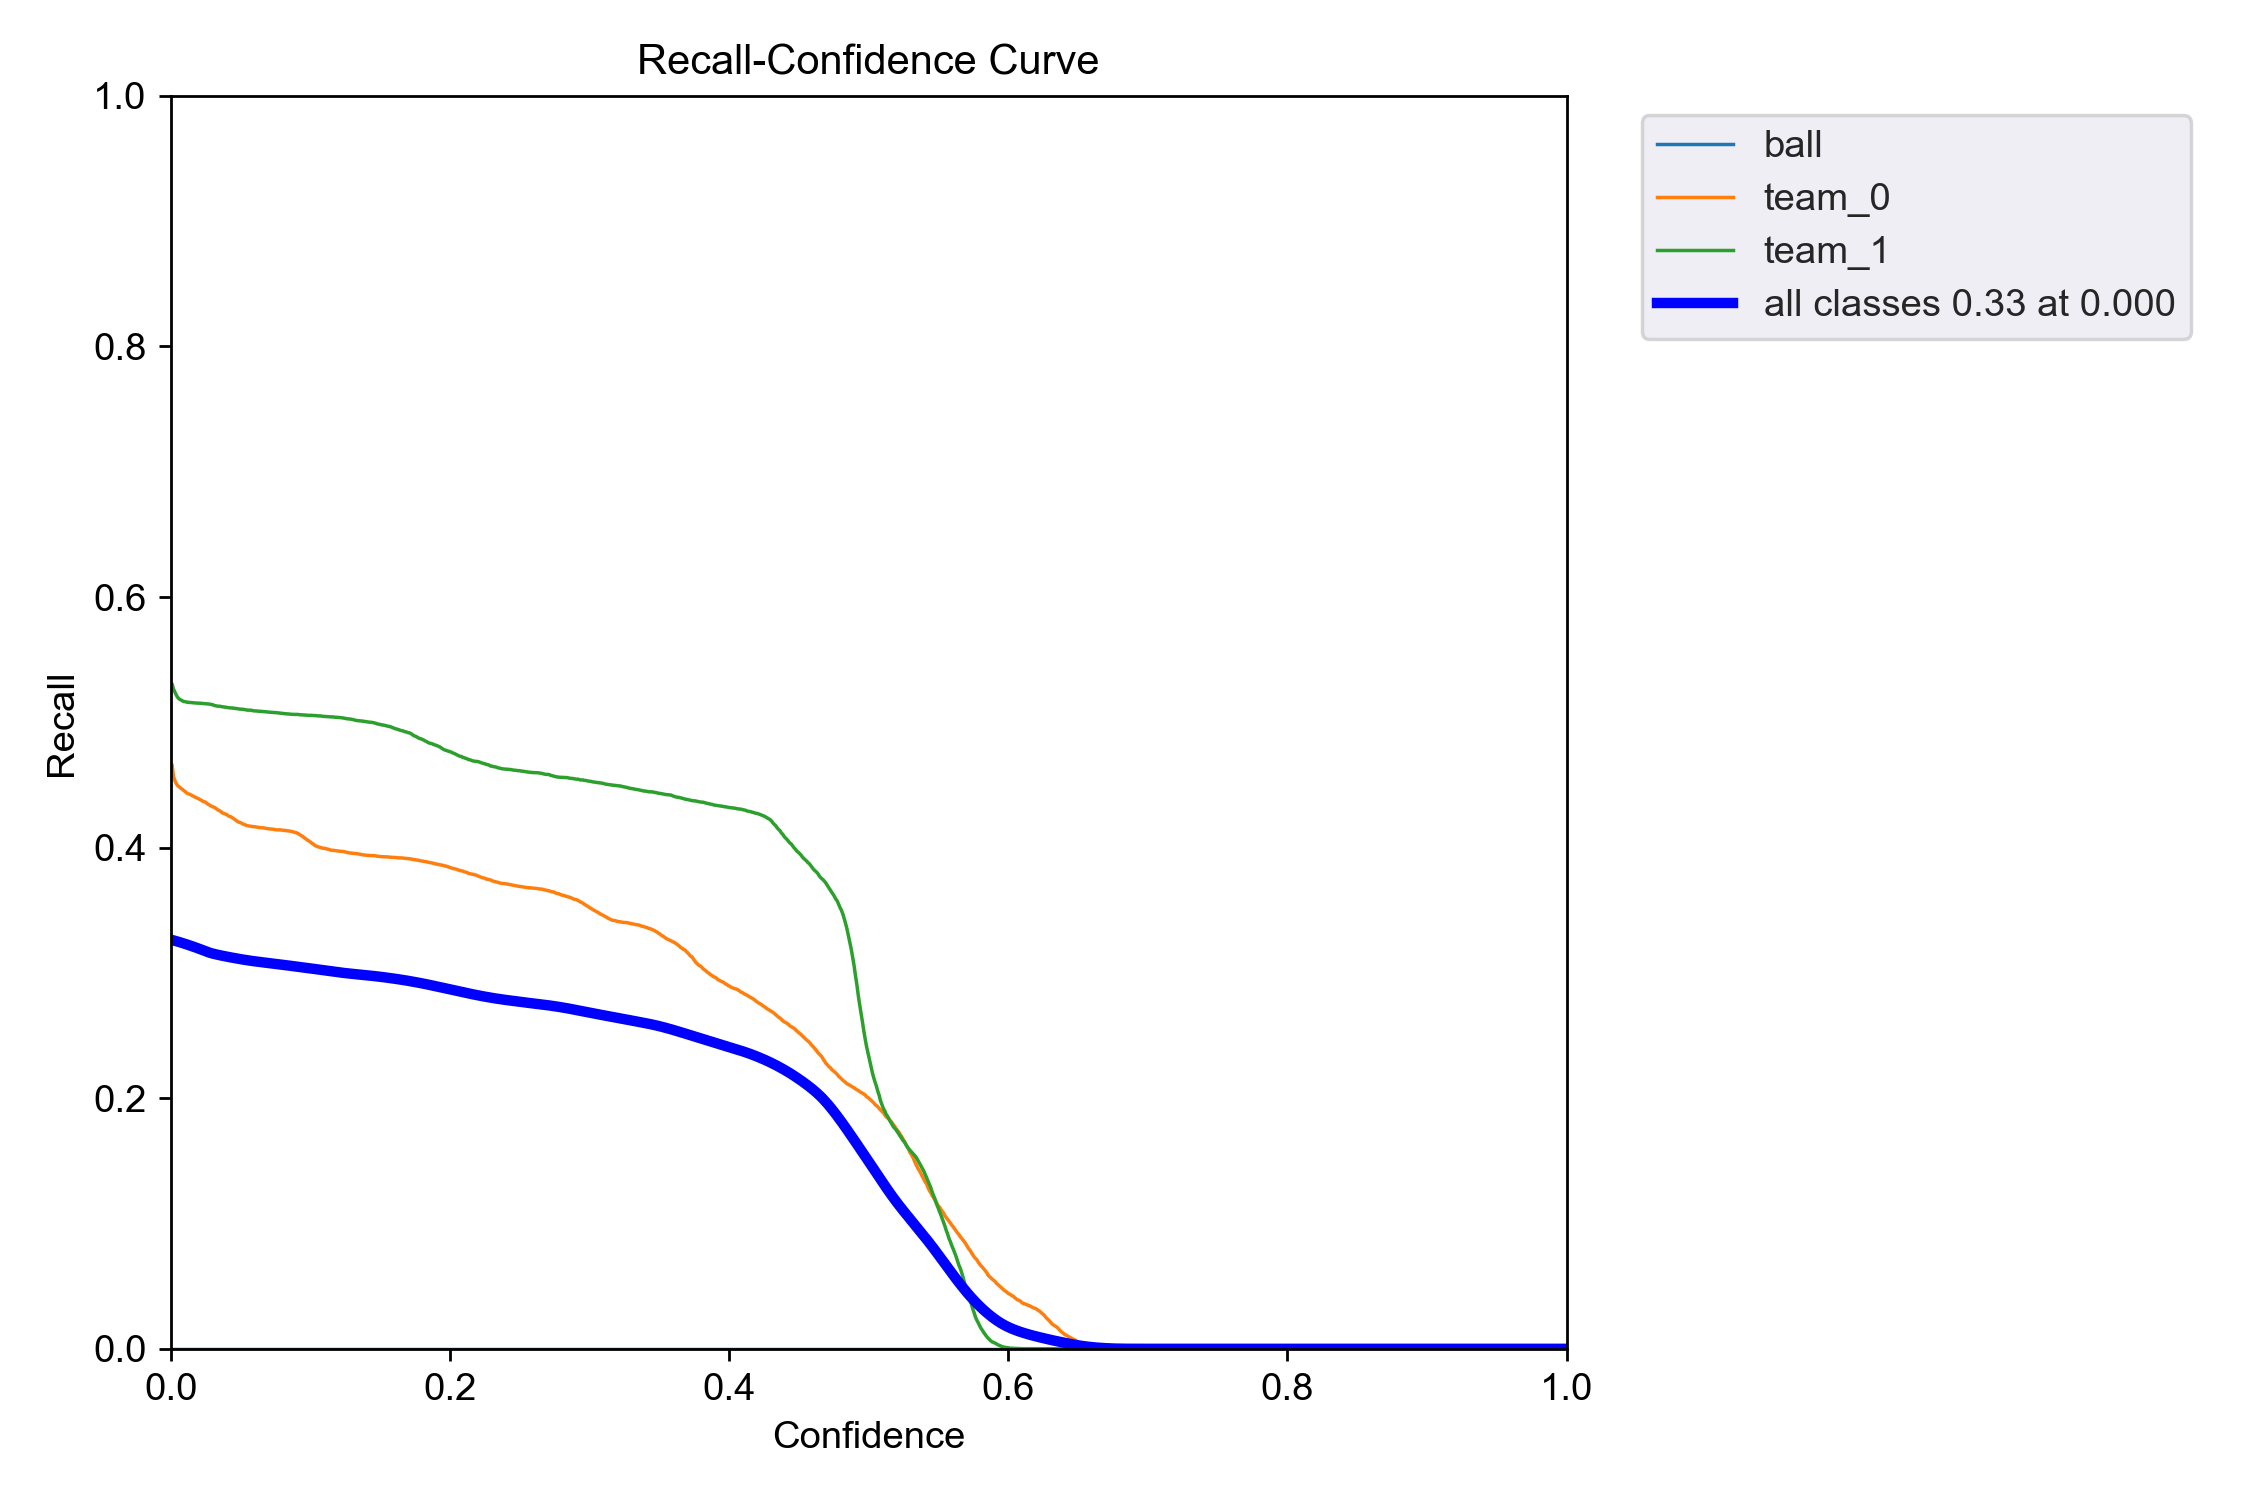 Recall-Confidence Curve
1.0
0.8
0.6
0.4
0.2
0.0
Recall
0.0 0.2 0.4 0.6 0.8 1.0
Confidence
ball
team_0
team_1
all classes 0.33 at 0.000